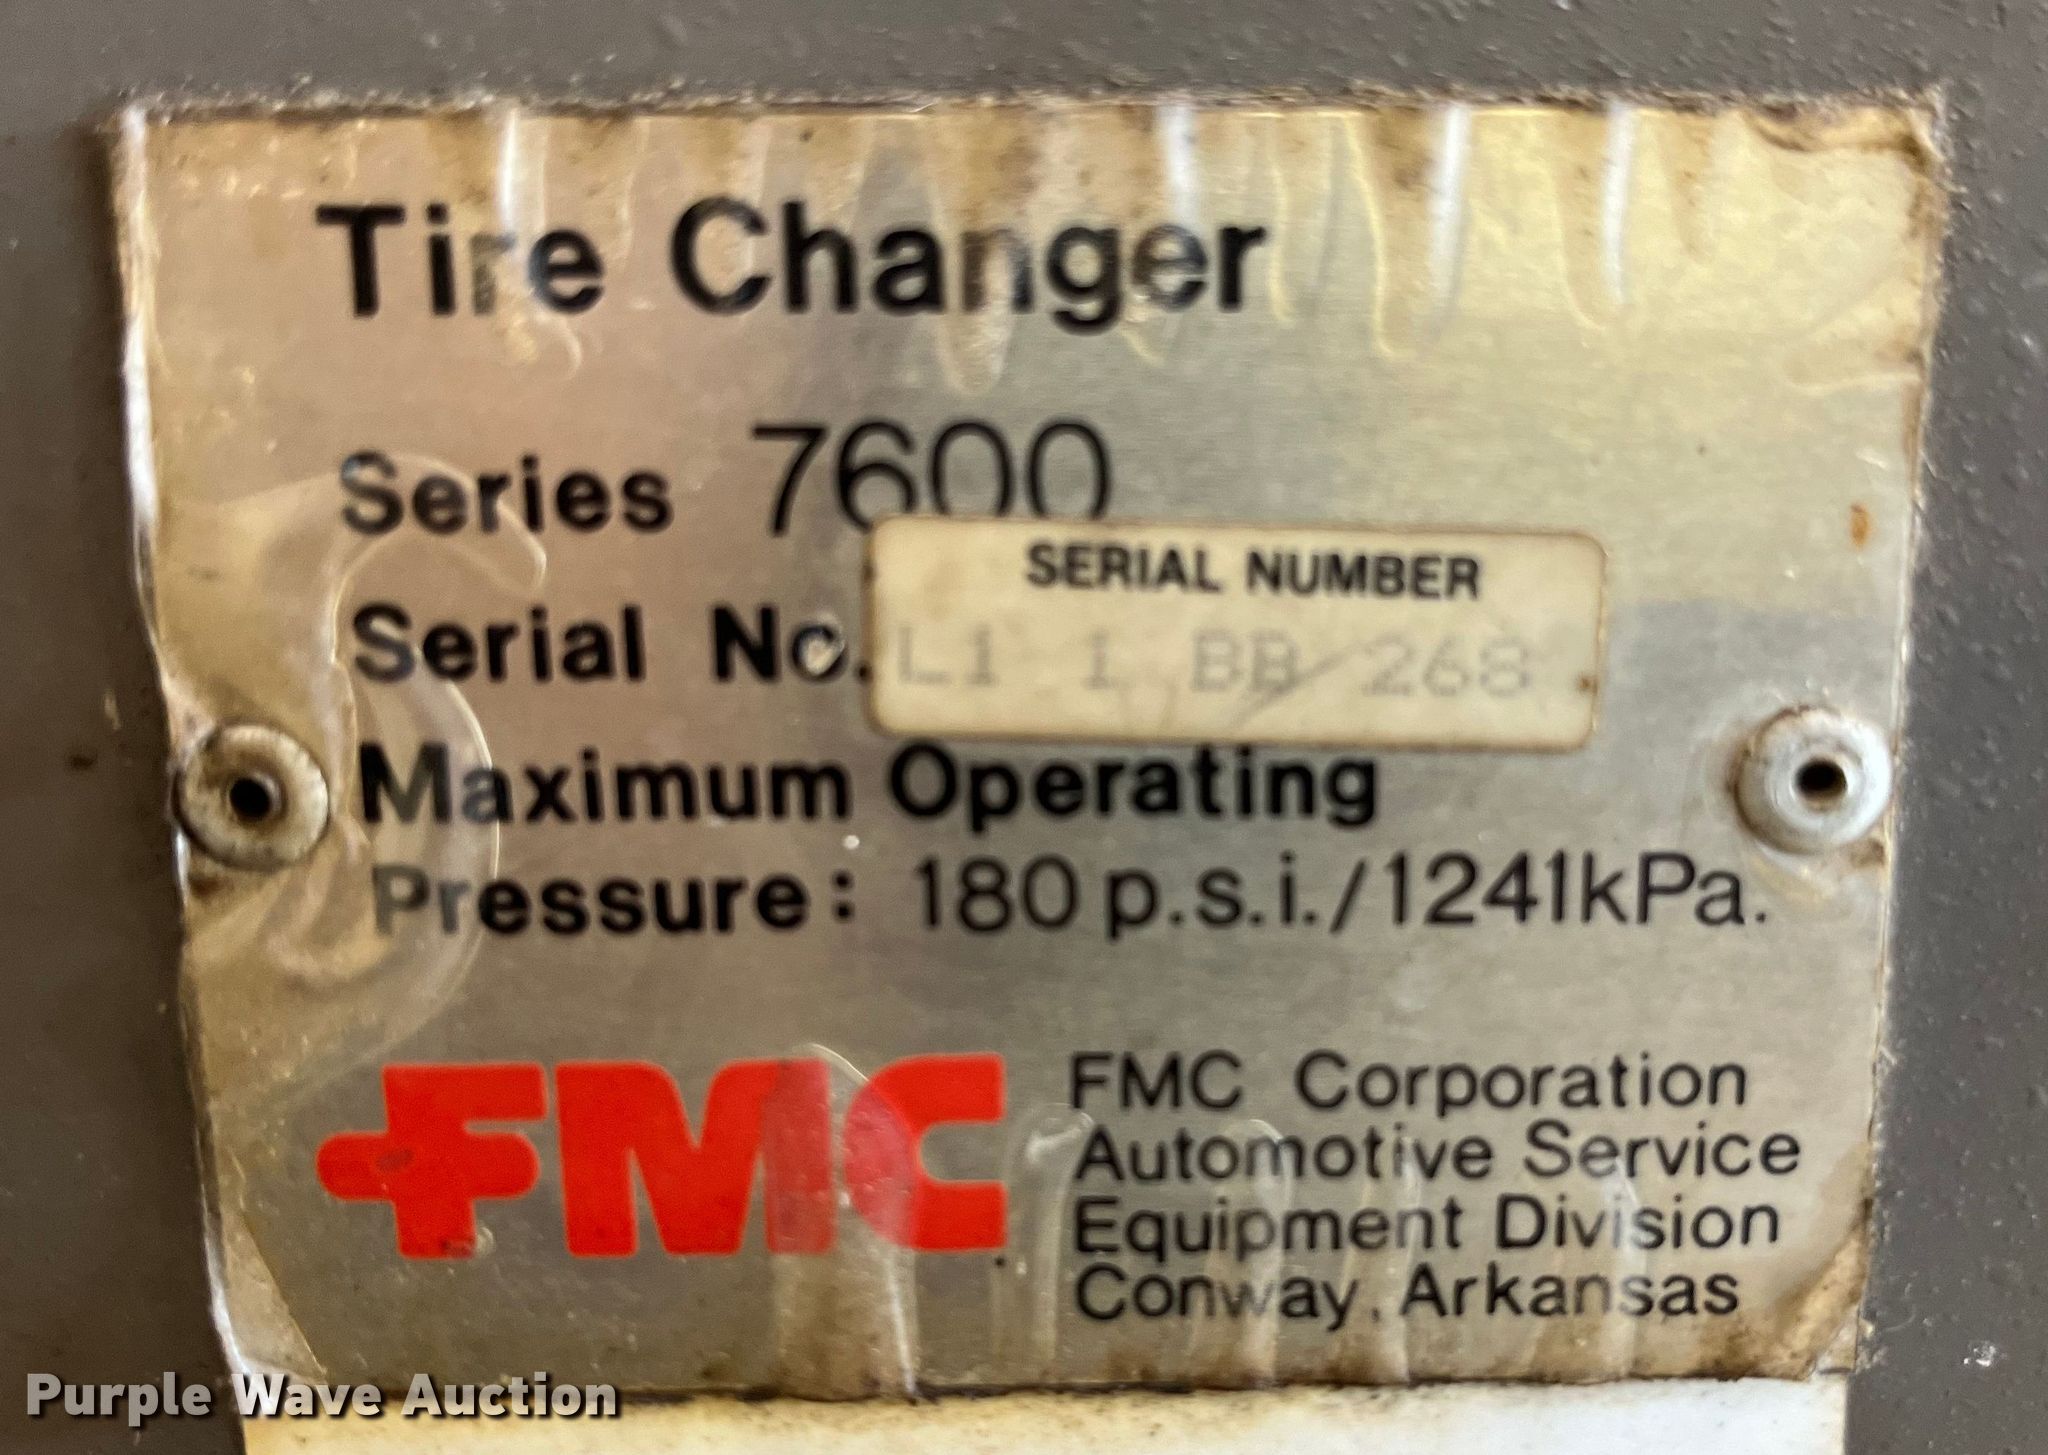 Tire Changer
Series 7600
SERIAL NUMBER
Serial No. L1 1 BB 268
Maximum Operating
Pressure: 180 p.s.i./1241kPa.
FMC
FMC Corporation
Automotive Service
Equipment Division
Conway, Arkansas
Purple Wave Auction